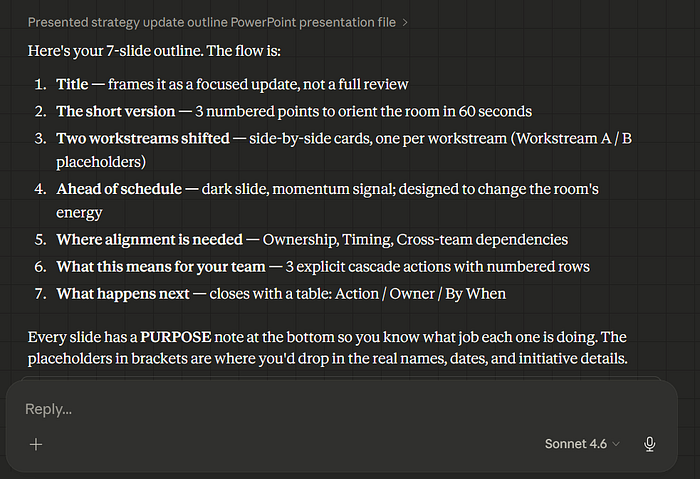 Presented strategy update outline PowerPoint presentation file >
Here's your 7-slide outline. The flow is:
1. Title — frames it as a focused update, not a full review
2. The short version — 3 numbered points to orient the room in 60 seconds
3. Two workstreams shifted — side-by-side cards, one per workstream (Workstream A / B
placeholders)
4. Ahead of schedule — dark slide, momentum signal; designed to change the room's
energy
5. Where alignment is needed — Ownership, Timing, Cross-team dependencies
6. What this means for your team — 3 explicit cascade actions with numbered rows
7. What happens next — closes with a table: Action / Owner / By When
Every slide has a PURPOSE note at the bottom so you know what job each one is doing. The
placeholders in brackets are where you'd drop in the real names, dates, and initiative details.
Reply...
Sonnet 4.6